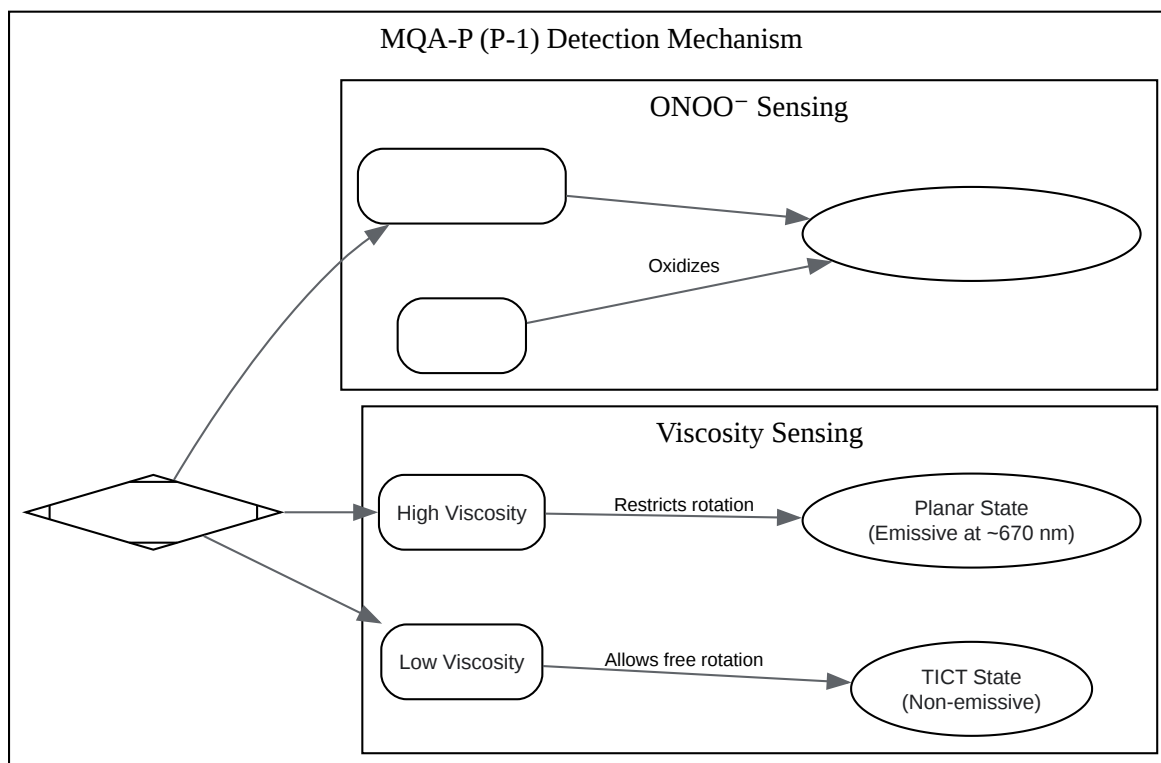 MQA-P (P-1) Detection Mechanism
ONOO⁻ Sensing
Oxidizes
Viscosity Sensing
High Viscosity
Restricts rotation
Planar State
(Emissive at ~670 nm)
Low Viscosity
Allows free rotation
TICT State
(Non-emissive)